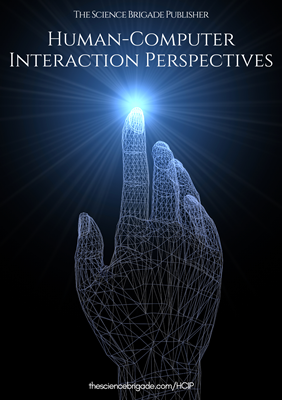 The Science Brigade Publisher
Human-Computer
Interaction Perspectives
thesciencebrigade.com/HCIP